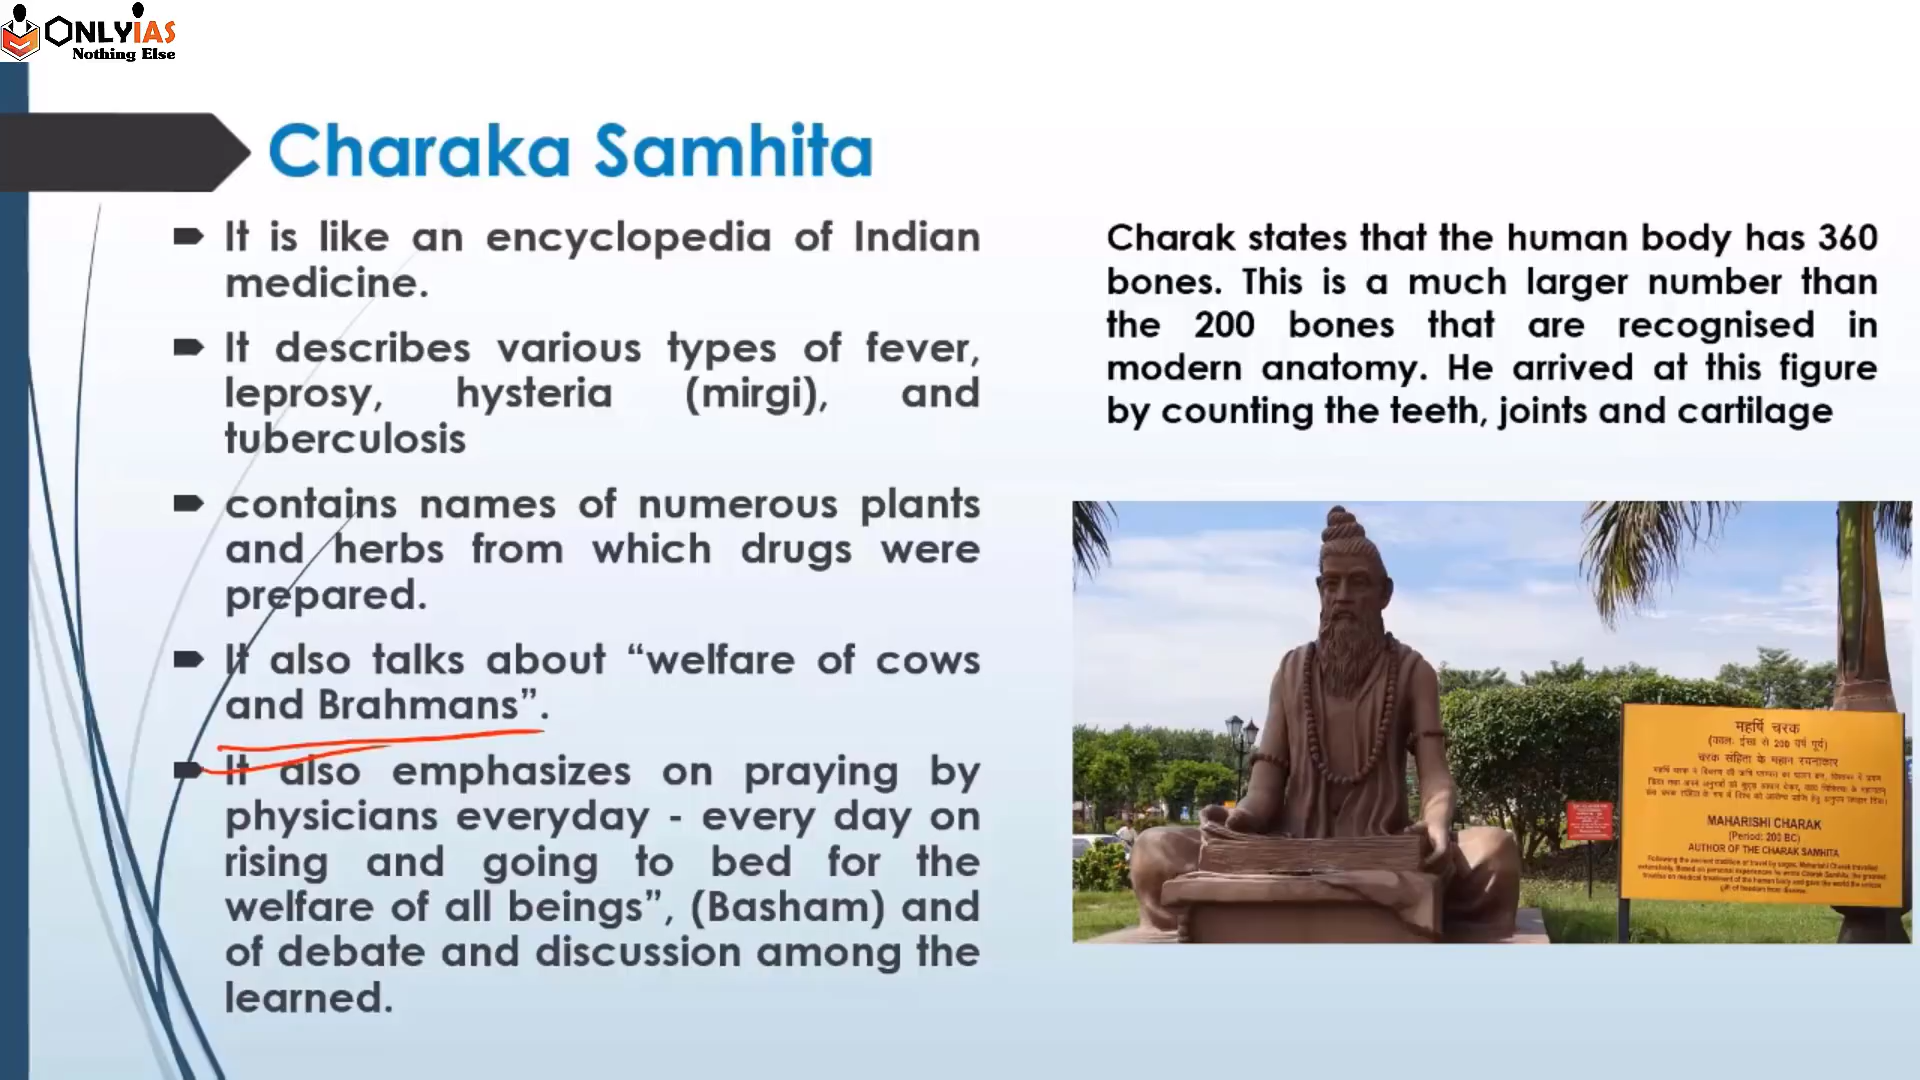 ONLYIAS
Nothing Else
Charaka Samhita
It is like an encyclopedia of Indian
medicine.
It describes various types of fever,
leprosy, hysteria (mirgi), and
tuberculosis
contains names of numerous plants
and herbs from which drugs were
prepared.
It also talks about “welfare of cows
and Brahmans”.
It also emphasizes on praying by
physicians everyday - every day on
rising and going to bed for the
welfare of all beings”, (Basham) and
of debate and discussion among the
learned.
Charak states that the human body has 360
bones. This is a much larger number than
the 200 bones that are recognised in
modern anatomy. He arrived at this figure
by counting the teeth, joints and cartilage
महर्षि चरक
(काल: ईसा से 200 वर्ष पूर्व)
चरक संहिता के महान रचनाकार
MAHARISHI CHARAK
(Period: 200 BC)
AUTHOR OF THE CHARAK SAMHITA